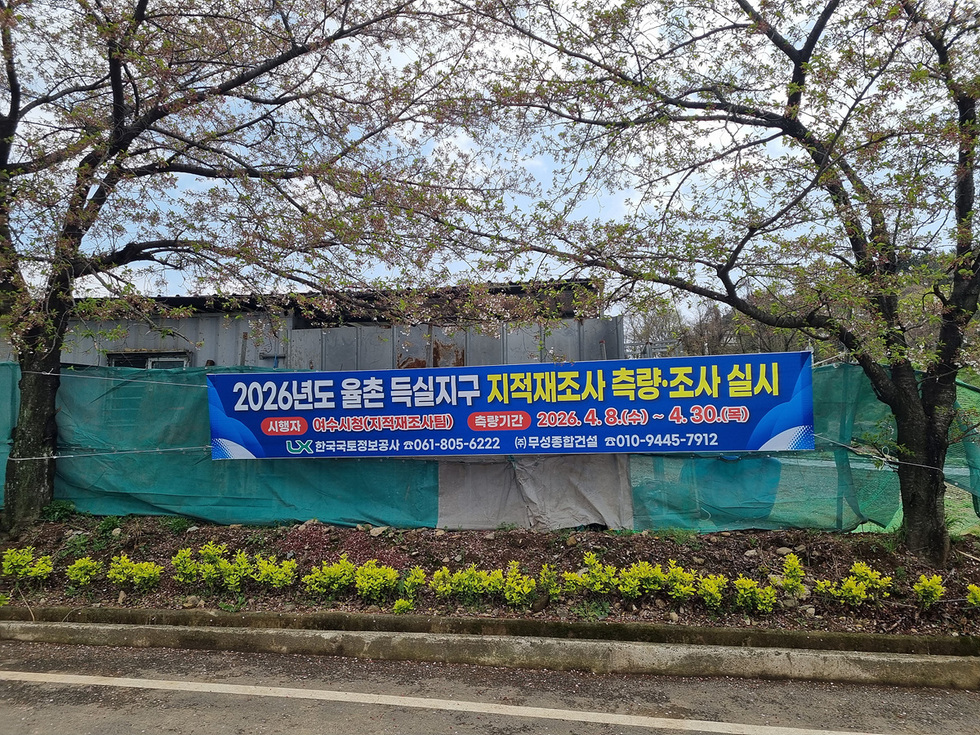 2026년도 율촌 득실지구 지적재조사 측량·조사 실시
시행자 여수시청(지적재조사팀) 측량기간 2026. 4. 8.(수) ~ 4. 30.(목)
LX 한국국토정보공사 ☎061-805-6222 ㈜무성종합건설 ☎010-9445-7912